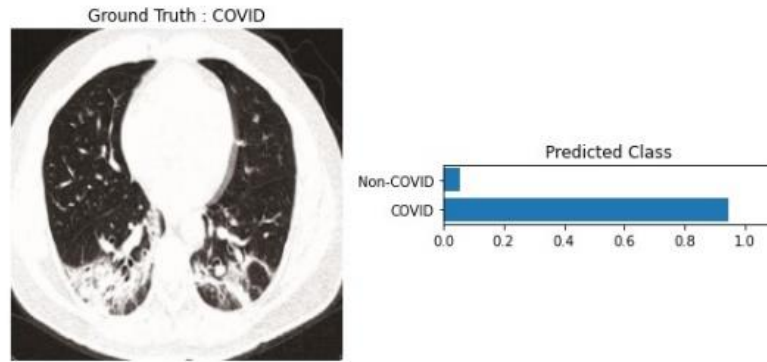 Ground Truth : COVID
Predicted Class
Non-COVID
COVID
0.0 0.2 0.4 0.6 0.8 1.0